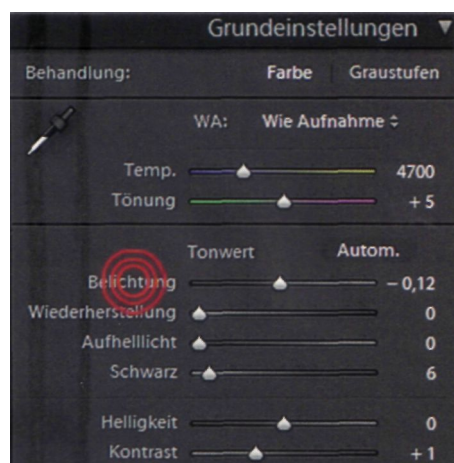 Grundeinstellungen
Behandlung: Farbe Graustufen
WA: Wie Aufnahme
Temp. 4700
Tönung + 5
Tonwert Autom.
Belichtung – 0,12
Wiederherstellung 0
Aufhelllicht 0
Schwarz 6
Helligkeit 0
Kontrast + 1